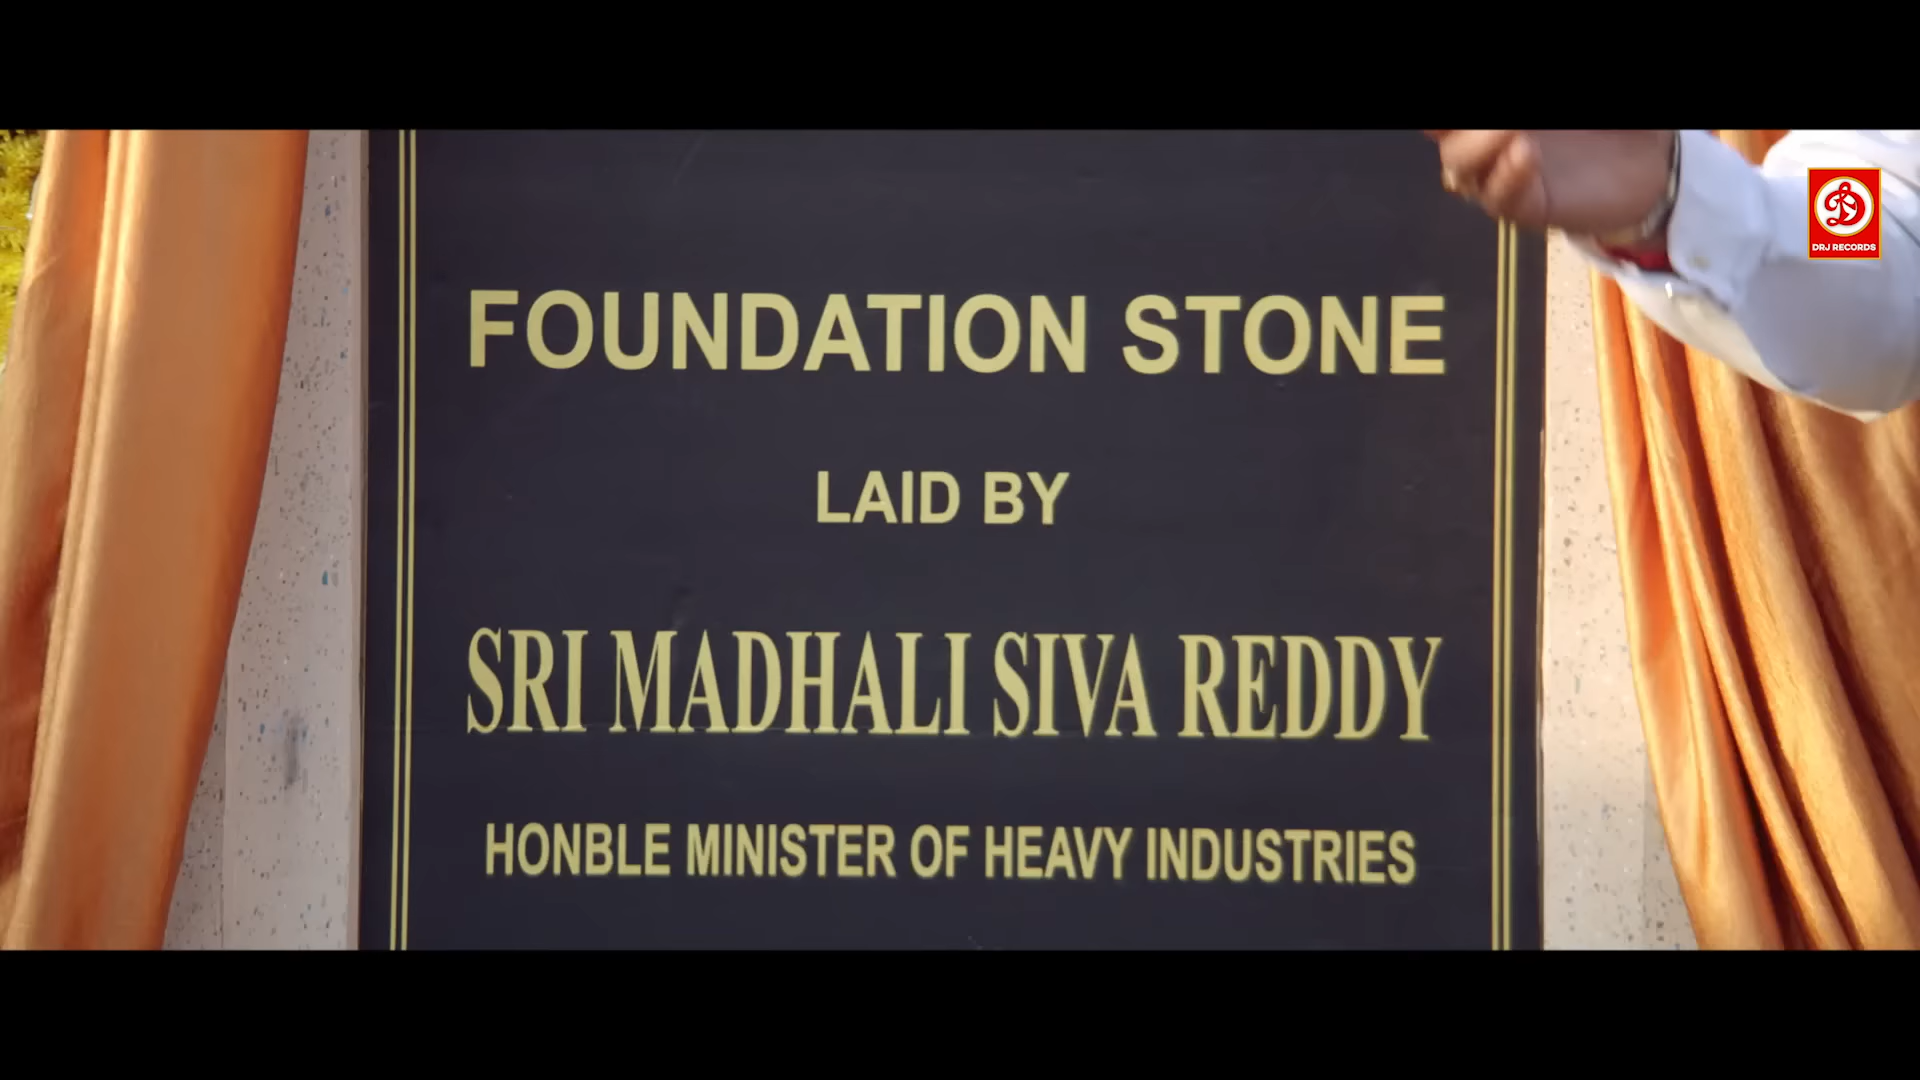 FOUNDATION STONE
LAID BY
SRI MADHALI SIVA REDDY
HONBLE MINISTER OF HEAVY INDUSTRIES
DRJ RECORDS